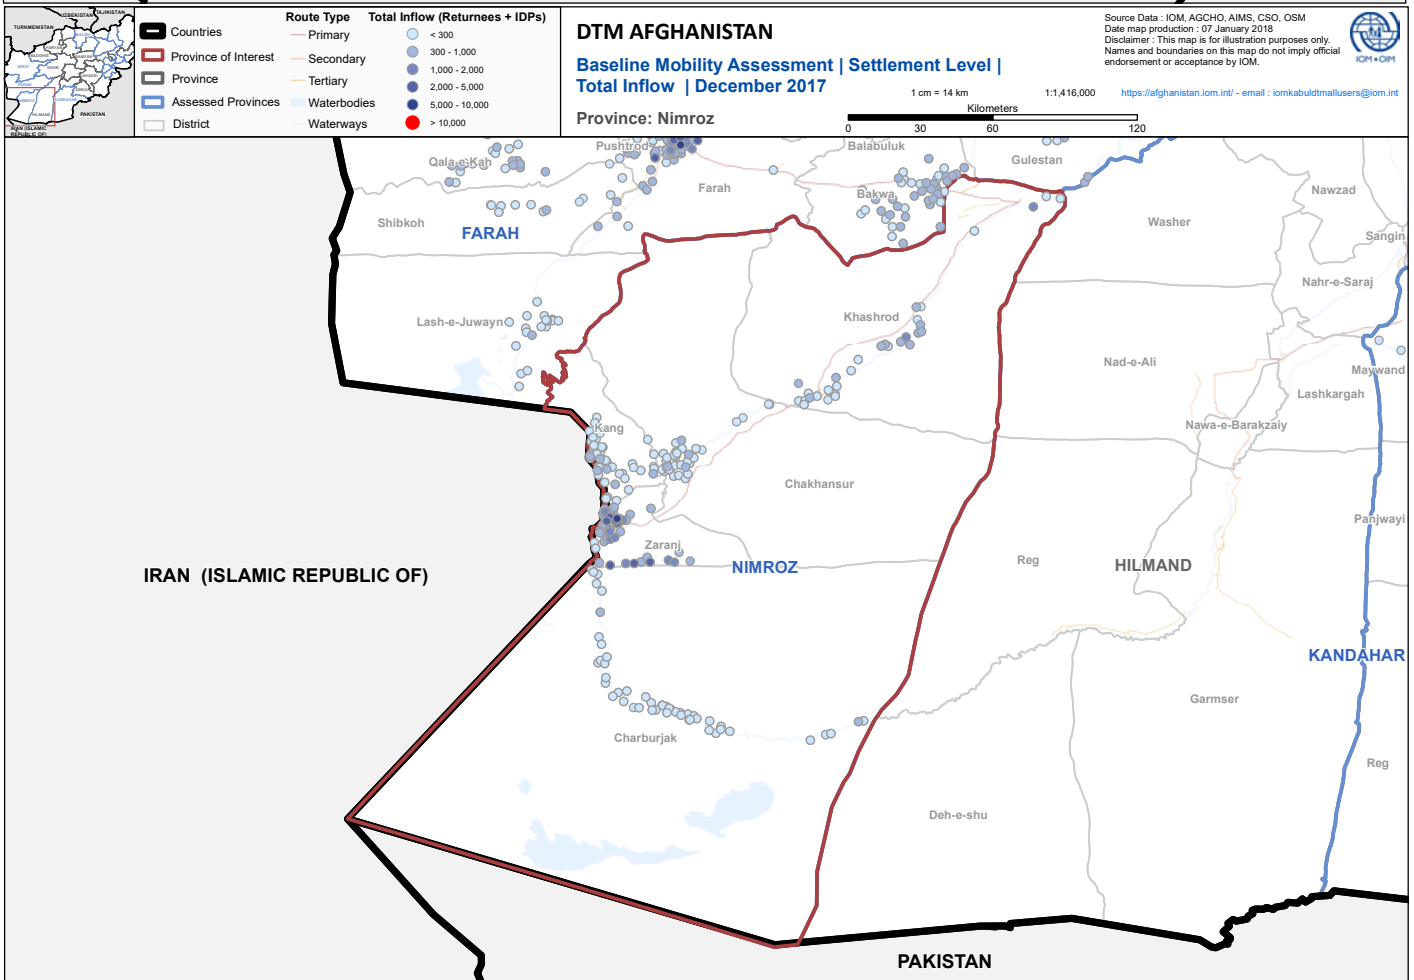 UZBEKISTAN
TAJIKISTAN
TURKMENISTAN
PAKISTAN
IRAN (ISLAMIC
REPUBLIC OF)
Route Type
Total Inflow (Returnees + IDPs)
Countries
Primary
< 300
Province of Interest
Secondary
300 - 1,000
Province
Tertiary
1,000 - 2,000
2,000 - 5,000
Assessed Provinces
Waterbodies
5,000 - 10,000
District
Waterways
> 10,000
DTM AFGHANISTAN
Baseline Mobility Assessment | Settlement Level |
Total Inflow | December 2017
Province: Nimroz
1 cm = 14 km
1:1,416,000
Kilometers
0 30 60 120
Source Data : IOM, AGCHO, AIMS, CSO, OSM
Date map production : 07 January 2018
Disclaimer : This map is for illustration purposes only.
Names and boundaries on this map do not imply official
endorsement or acceptance by IOM.
https://afghanistan.iom.int/ - email : iomkabuldtmallusers@iom.int
IOM • OIM
Qala-e-Kah
Pushtrod
Balabuluk
Gulestan
Farah
Bakwa
Nawzad
Shibkoh
FARAH
Washer
Sangin
Nahr-e-Saraj
Lash-e-Juwayn
Khashrod
Nad-e-Ali
Maywand
Lashkargah
Kang
Nawa-e-Barakzaiy
Chakhansur
Panjwayi
Zaranj
NIMROZ
Reg
HILMAND
IRAN (ISLAMIC REPUBLIC OF)
KANDAHAR
Garmser
Charburjak
Reg
Deh-e-shu
PAKISTAN